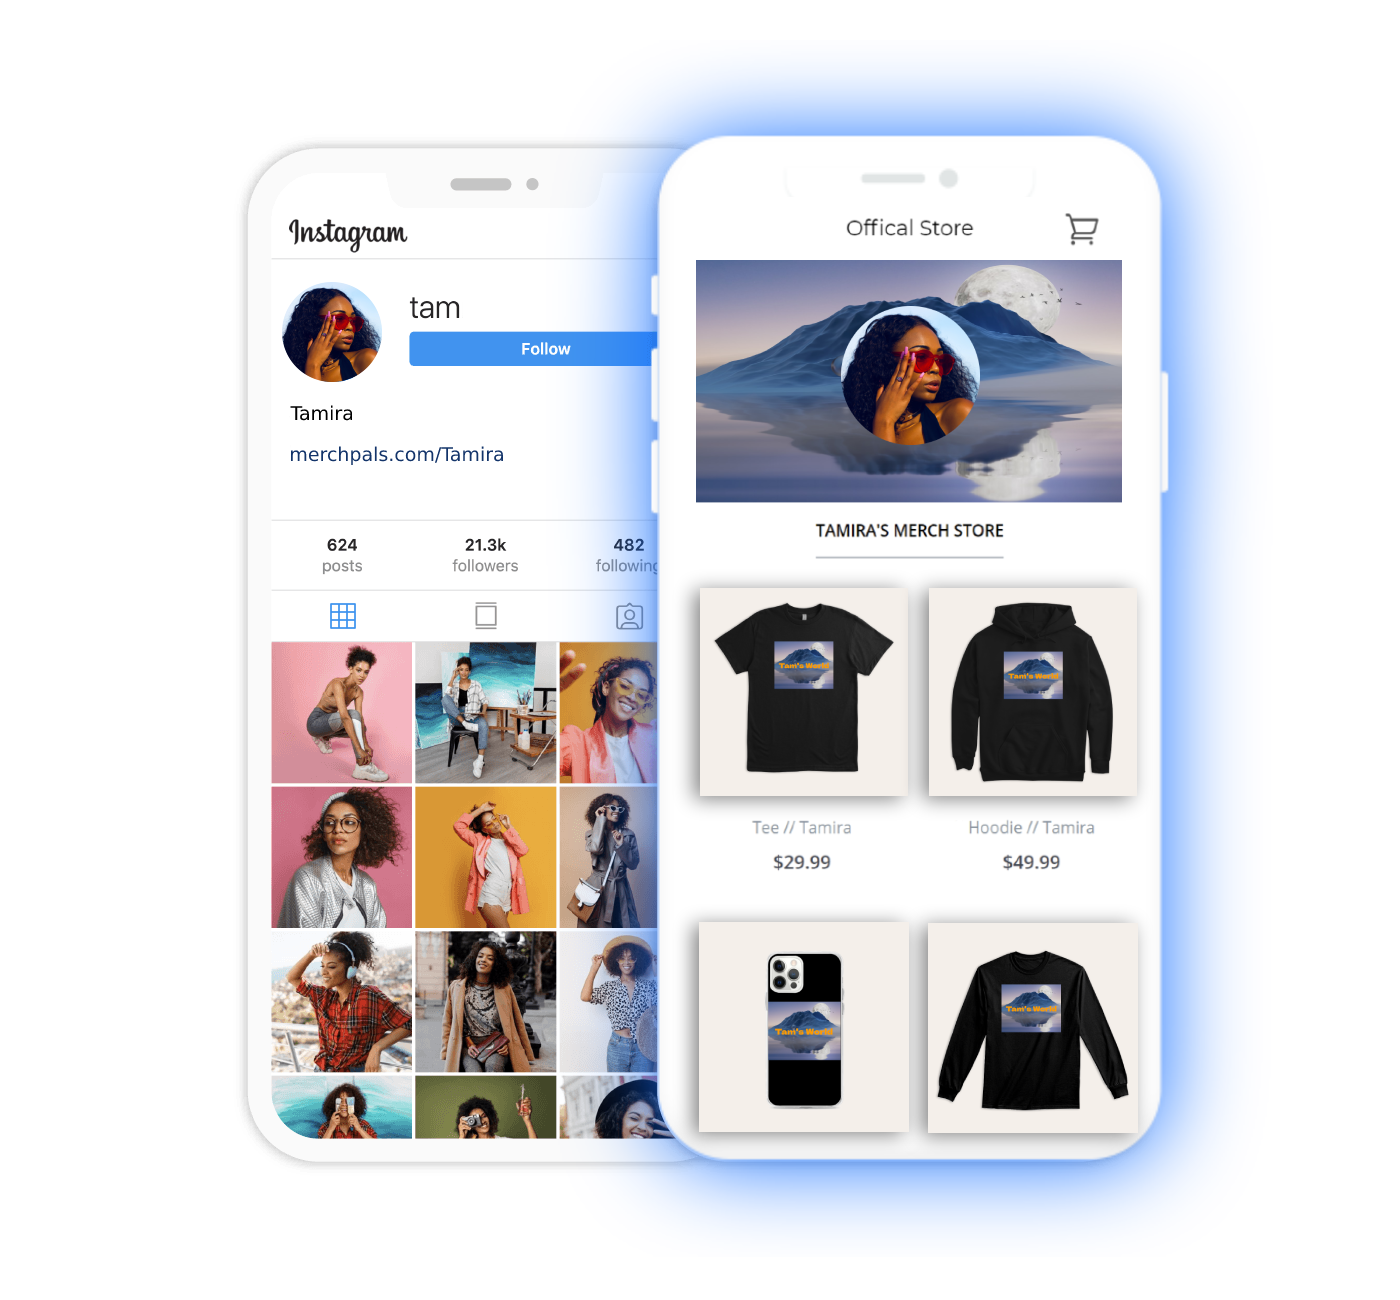 Instagram
tam
Follow
Tamira
merchpals.com/Tamira
624
posts
21.3k
followers
482
following
Offical Store
TAMIRA'S MERCH STORE
Tam's World
Tam's World
Tee // Tamira
$29.99
Hoodie // Tamira
$49.99
Tam's World
Tam's World